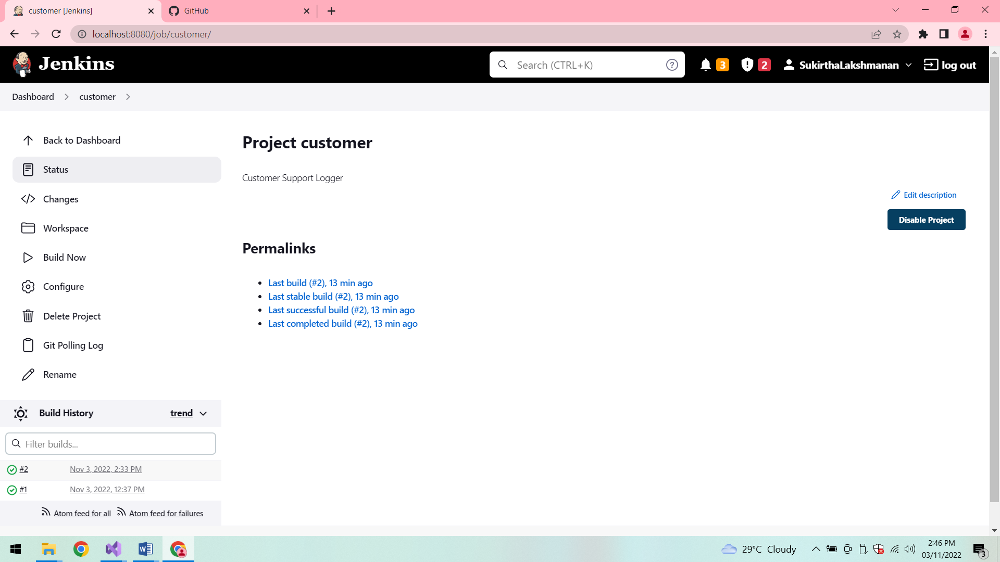 customer [Jenkins]
GitHub
localhost:8080/job/customer/
Jenkins
Search (CTRL+K)
3
2
SukirthaLakshmanan
log out
Dashboard
customer
Back to Dashboard
Status
Changes
Workspace
Build Now
Configure
Delete Project
Git Polling Log
Rename
Project customer
Customer Support Logger
Edit description
Disable Project
Permalinks
Last build (#2), 13 min ago
Last stable build (#2), 13 min ago
Last successful build (#2), 13 min ago
Last completed build (#2), 13 min ago
Build History
trend
Filter builds...
#2 Nov 3, 2022, 2:33 PM
#1 Nov 3, 2022, 12:37 PM
Atom feed for all Atom feed for failures
29°C Cloudy
2:46 PM
03/11/2022
3